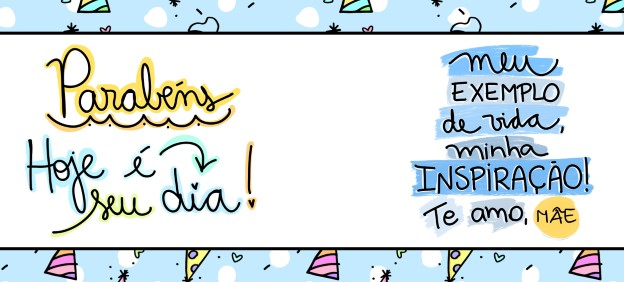 Parabéns
Hoje é
seu dia!
meu
EXEMPLO
de vida,
minha
INSPIRAÇÃO!
Te amo, MÃE